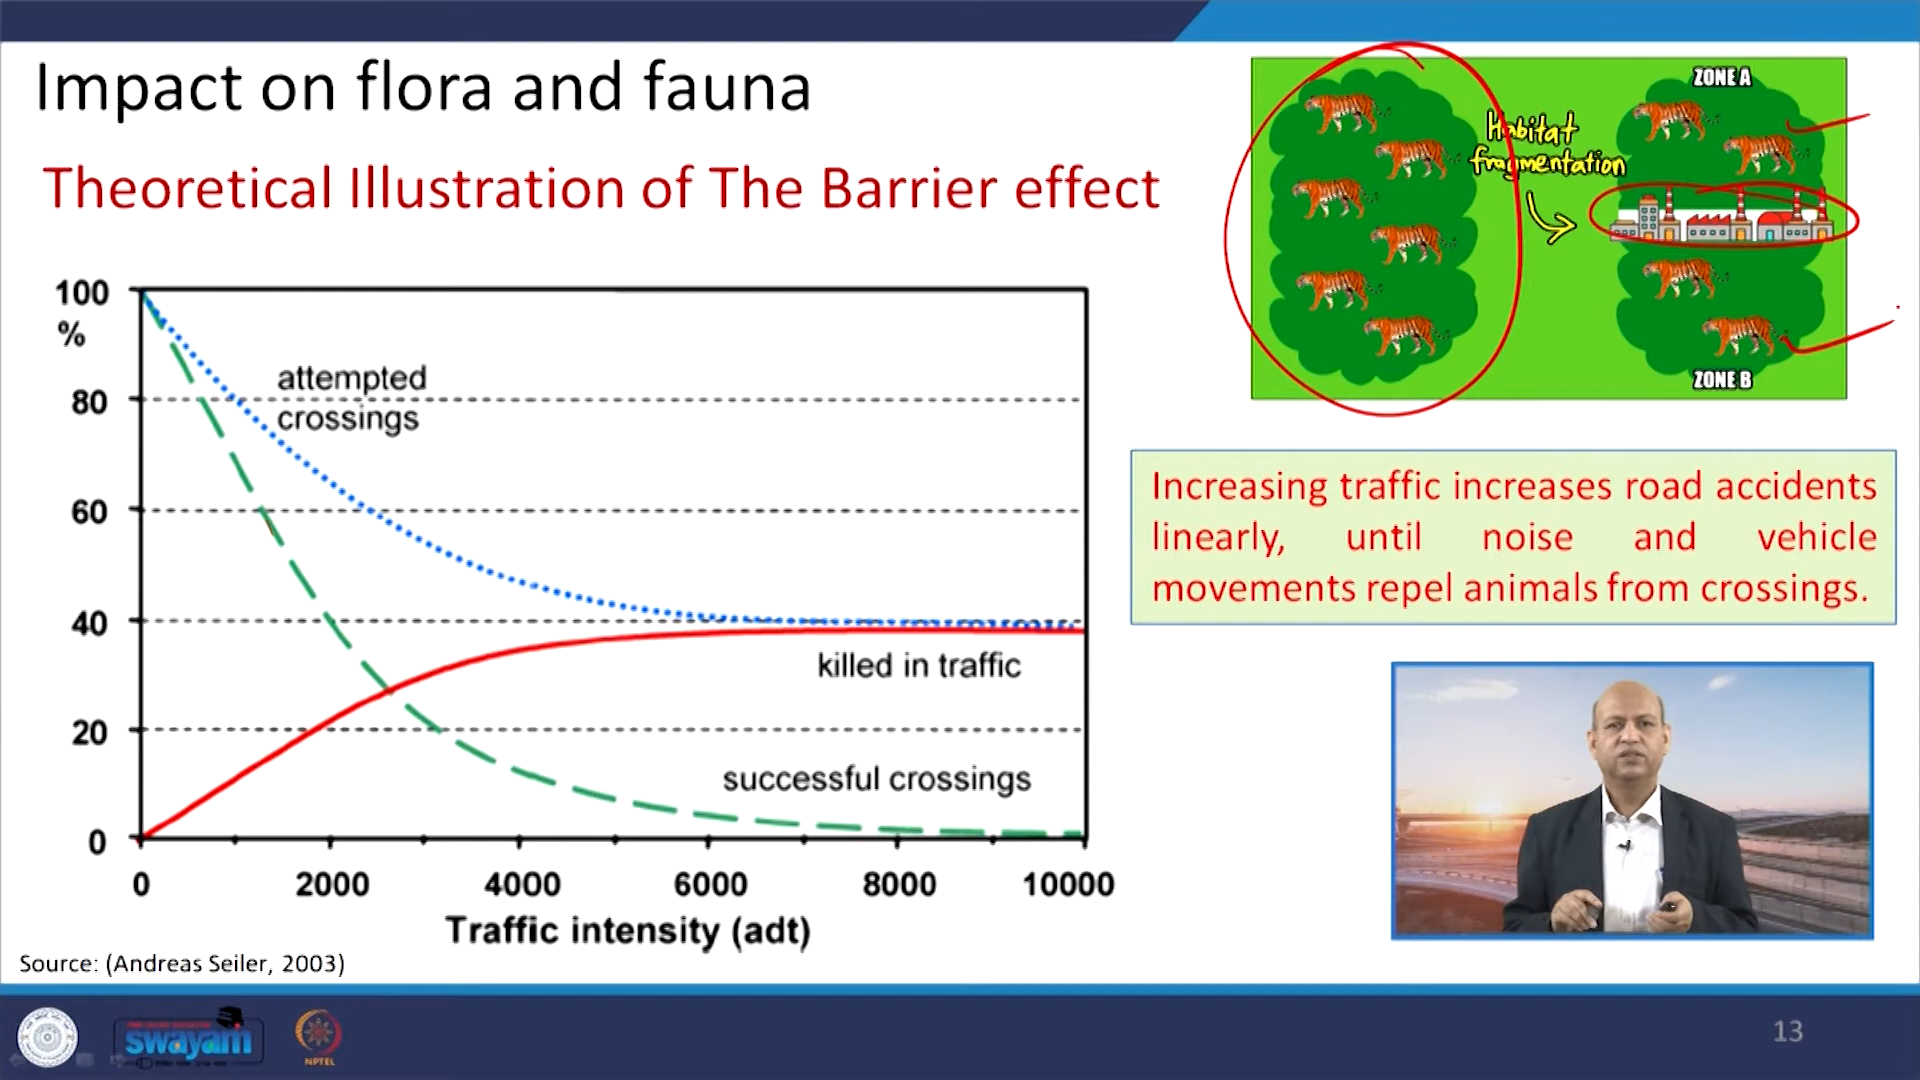 Impact on flora and fauna
Theoretical Illustration of The Barrier effect
100
%
80
60
40
20
0
attempted
crossings
killed in traffic
successful crossings
0 2000 4000 6000 8000 10000
Traffic intensity (adt)
Source: (Andreas Seiler, 2003)
ZONE A
Habitat
fragmentation
ZONE B
Increasing traffic increases road accidents
linearly, until noise and vehicle
movements repel animals from crossings.
swayam
NPTEL
13